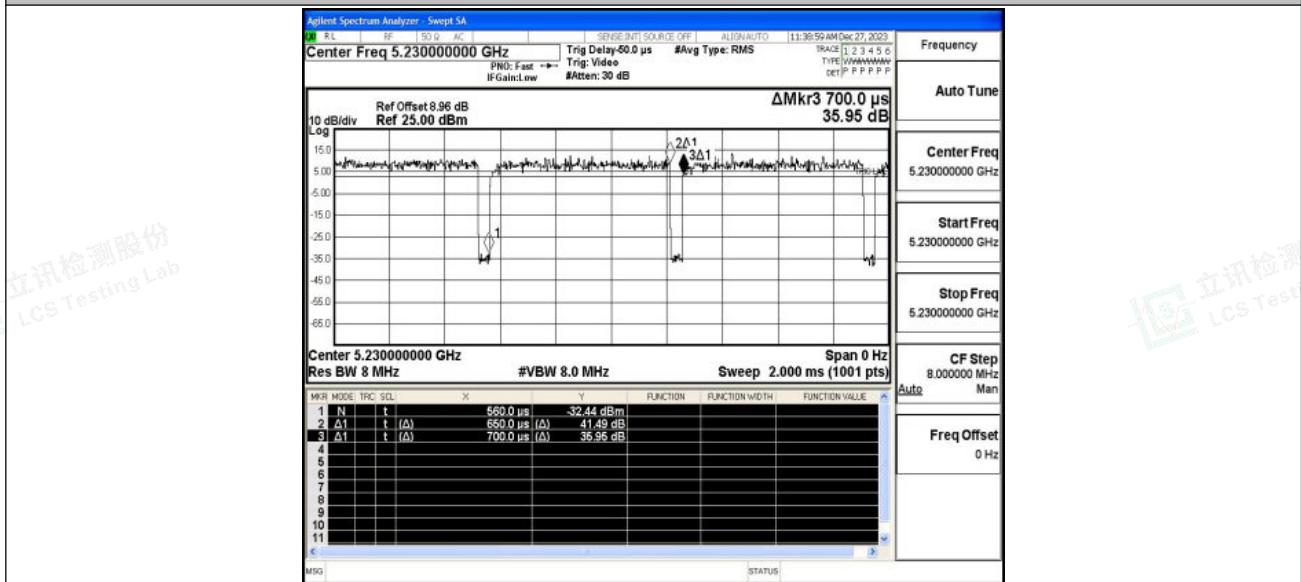 Agilent Spectrum Analyzer - Swept SA
RL RF 50 Ω AC SENSE:INT SOURCE OFF ALIGNAUTO 11:38:59 AM Dec 27, 2023
Center Freq 5.230000000 GHz
PNO: Fast
IFGain:Low
Trig Delay-50.0 µs
Trig: Video
#Atten: 30 dB
#Avg Type: RMS
TRACE 1 2 3 4 5 6
TYPE WWWWWWWW
DET P P P P P P
Frequency
Auto Tune
Center Freq
5.230000000 GHz
Start Freq
5.230000000 GHz
Stop Freq
5.230000000 GHz
CF Step
8.000000 MHz
Auto Man
Freq Offset
0 Hz
ΔMkr3 700.0 µs
35.95 dB
Ref Offset 8.96 dB
10 dB/div Ref 25.00 dBm
Log
15.0
5.00
-5.00
-15.0
-25.0
-35.0
-45.0
-55.0
-65.0
2Δ1
3Δ1
1
Center 5.230000000 GHz Span 0 Hz
Res BW 8 MHz #VBW 8.0 MHz Sweep 2.000 ms (1001 pts)
MKR MODE TRC SCL X Y FUNCTION FUNCTION WIDTH FUNCTION VALUE
1 N t 560.0 µs -32.44 dBm
2 Δ1 t (Δ) 650.0 µs (Δ) 41.49 dB
3 Δ1 t (Δ) 700.0 µs (Δ) 35.95 dB
4
5
6
7
8
9
10
11
MSG STATUS
立讯检测股份
LCS Testing Lab
立讯检测
LCS Test